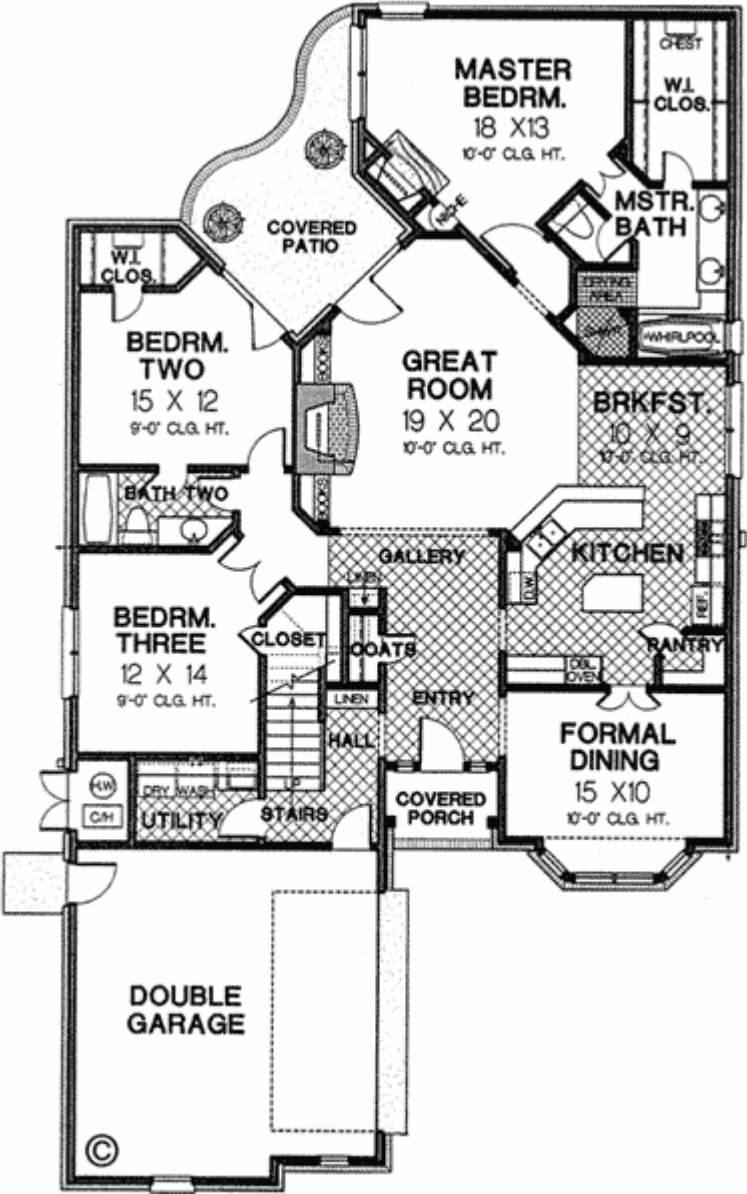 MASTER
BEDRM.
18 X13
10'-0" CLG. HT.
CHEST
W.I.
CLOS.
NICHE
MSTR.
BATH
COVERED
PATIO
W.I.
CLOS.
DRYING
AREA
WHIRLPOOL
BEDRM.
TWO
15 X 12
9'-0" CLG. HT.
BOOKS
GREAT
ROOM
19 X 20
10'-0" CLG. HT.
BRKFST.
10 X 9
10'-0" CLG. HT.
BOOKS
BATH TWO
GALLERY
KITCHEN
D.W.
REF.
LINEN
BEDRM.
THREE
12 X 14
9'-0" CLG. HT.
CLOSET
COATS
PANTRY
DBL.
OVEN
LINEN
ENTRY
HALL
FORMAL
DINING
15 X10
10'-0" CLG. HT.
H.W
C/H
DRY WASH
UP
UTILITY
STAIRS
COVERED
PORCH
DOUBLE
GARAGE
©